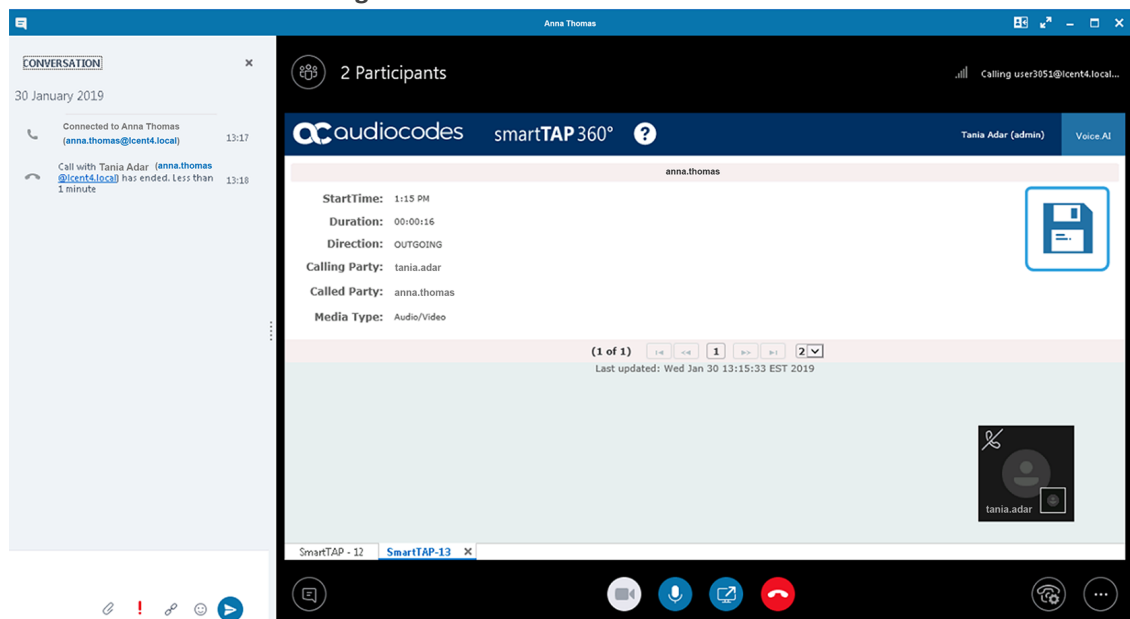 Anna Thomas
CONVERSATION
30 January 2019
Connected to Anna Thomas
(anna.thomas@lcent4.local)
13:17
Call with Tania Adar (anna.thomas
@lcent4.local) has ended. Less than
1 minute
13:18
2 Participants
Calling user3051@lcent4.local...
audiocodes smartTAP 360° ?
Tania Adar (admin)
Voice.AI
anna.thomas
StartTime: 1:15 PM
Duration: 00:00:16
Direction: OUTGOING
Calling Party: tania.adar
Called Party: anna.thomas
Media Type: Audio/Video
(1 of 1) 1 2
Last updated: Wed Jan 30 13:15:33 EST 2019
tania.adar
SmartTAP - 12 SmartTAP-13